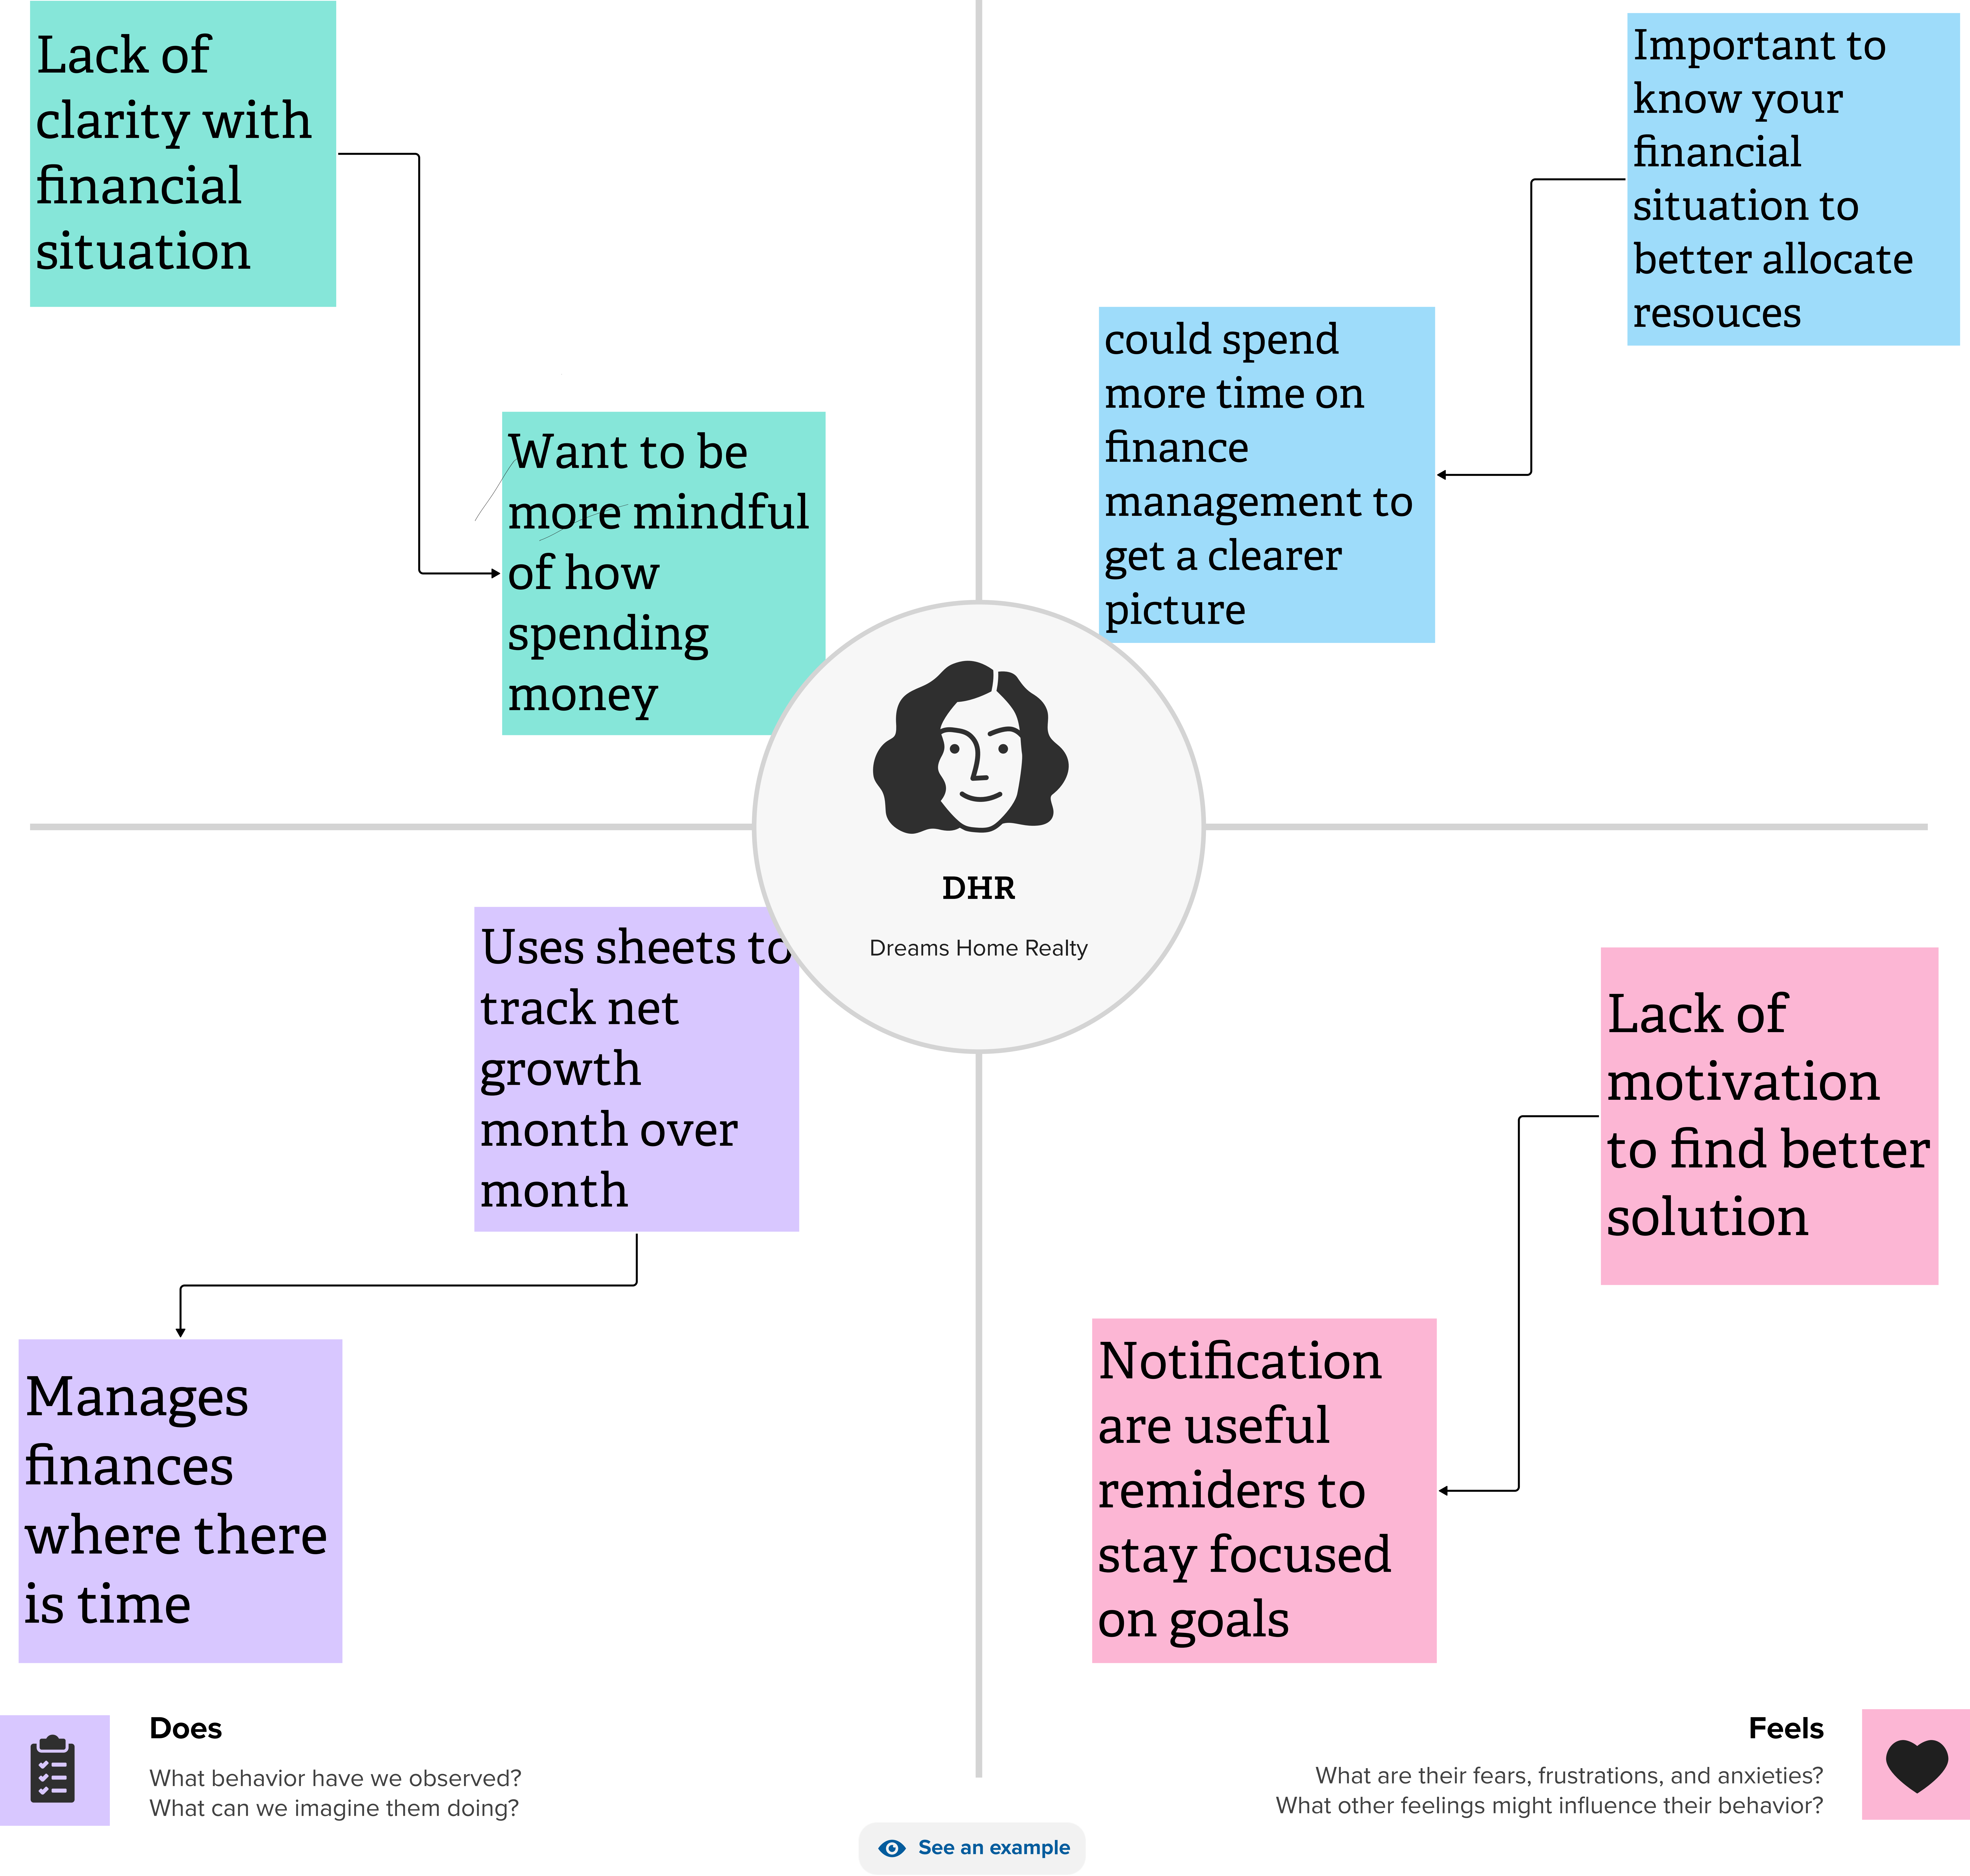 Lack of
clarity with
financial
situation
Want to be
more mindful
of how
spending
money
Important to
know your
financial
situation to
better allocate
resouces
could spend
more time on
finance
management to
get a clearer
picture
DHR
Dreams Home Realty
Uses sheets to
track net
growth
month over
month
Manages
finances
where there
is time
Lack of
motivation
to find better
solution
Notification
are useful
remiders to
stay focused
on goals
Does
What behavior have we observed?
What can we imagine them doing?
Feels
What are their fears, frustrations, and anxieties?
What other feelings might influence their behavior?
See an example